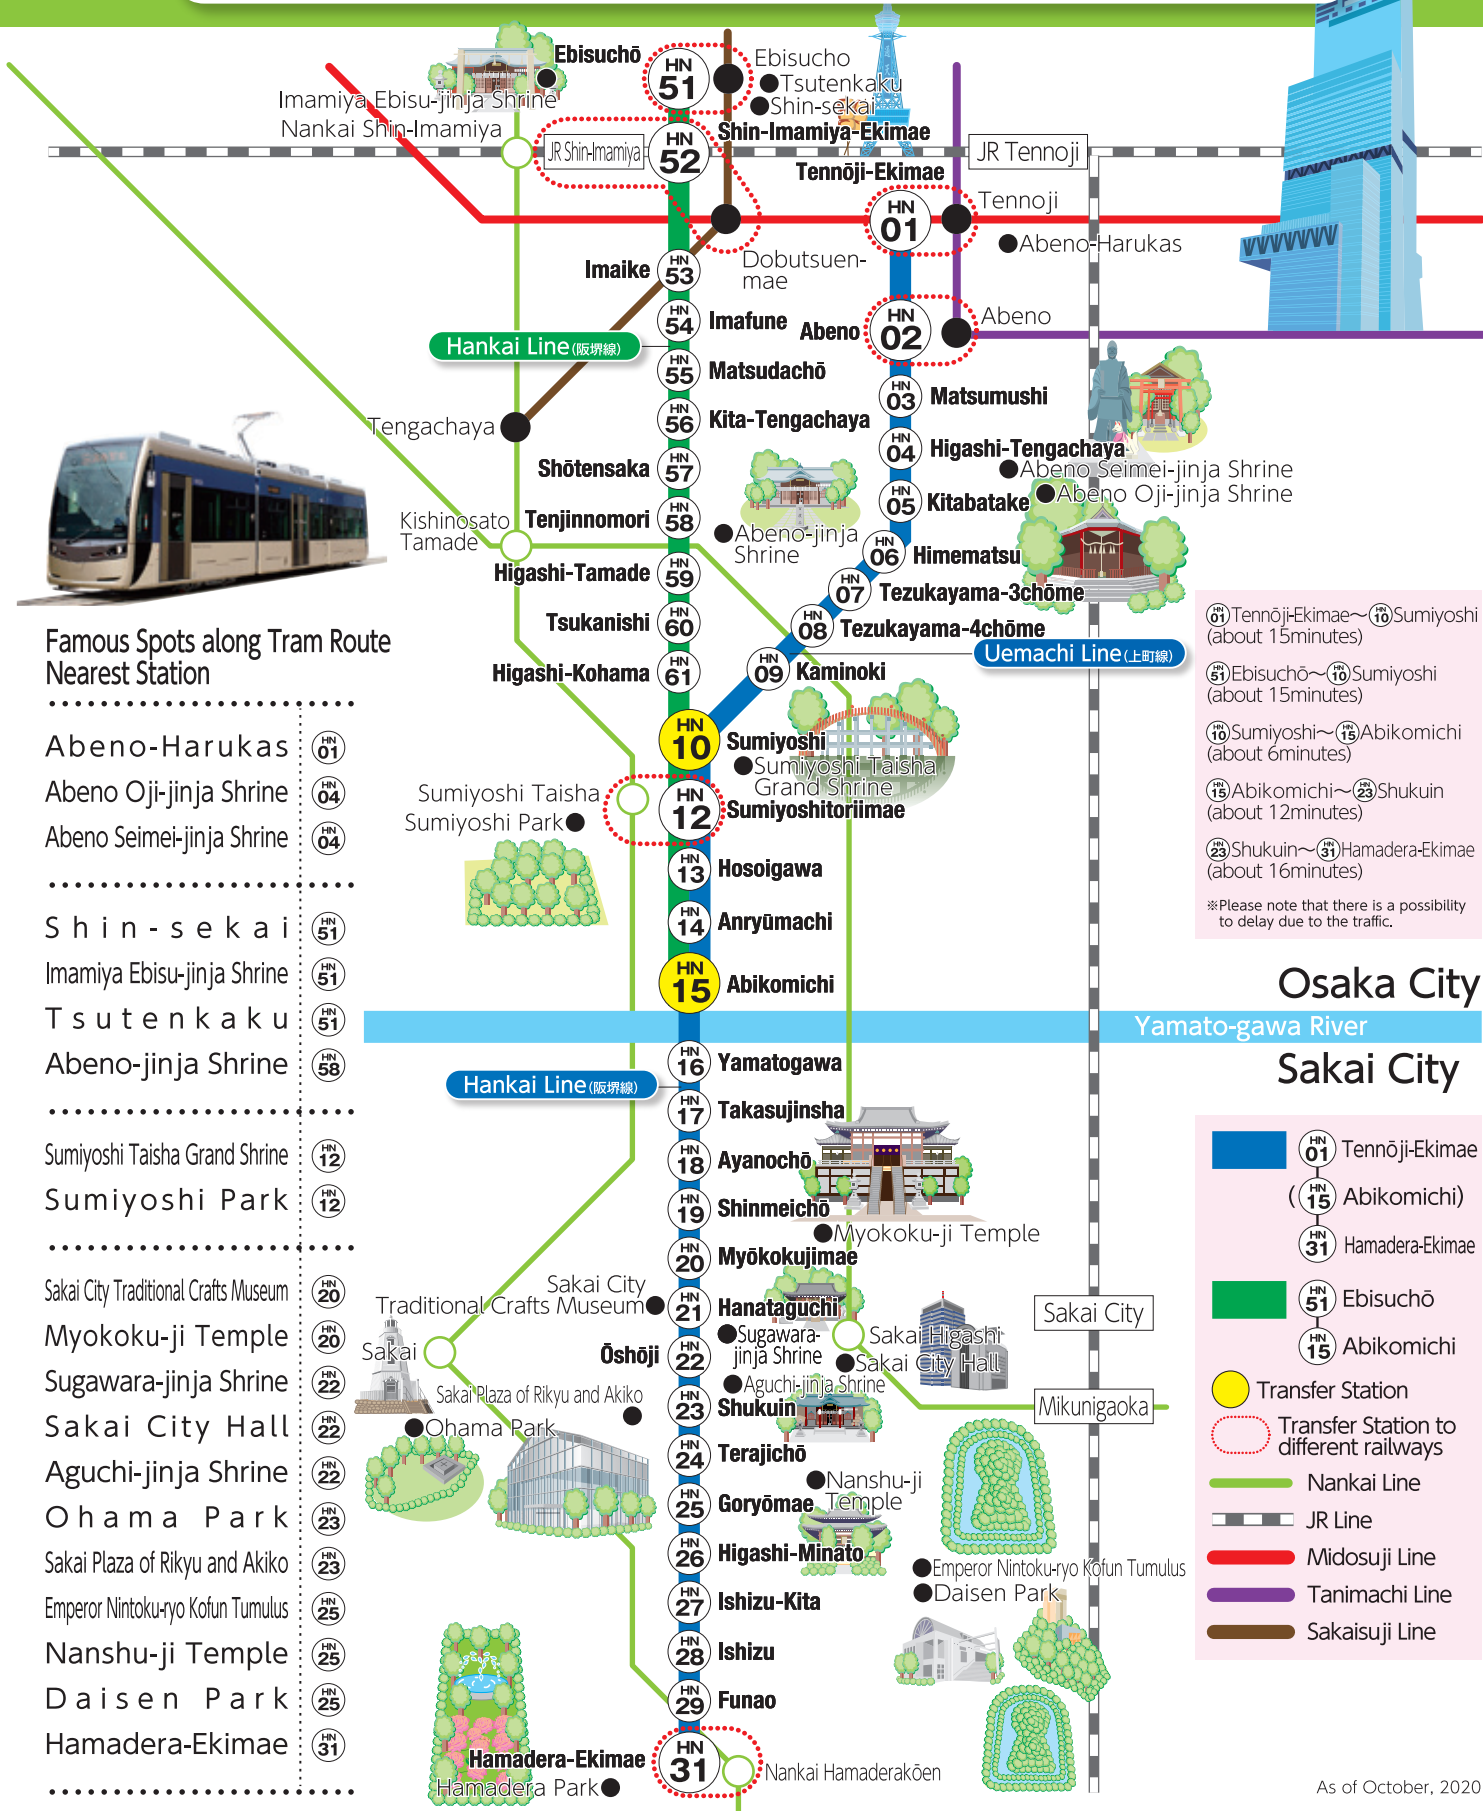 Ebisuchō
HN
51
Ebisucho
Tsutenkaku
Shin-sekai
Imamiya Ebisu-jinja Shrine
Nankai Shin-Imamiya
JR Shin-Imamiya
HN
52
Shin-Imamiya-Ekimae
JR Tennoji
Tennōji-Ekimae
HN
01
Tennoji
Abeno-Harukas
Dobutsuen-
mae
Imaike
HN
53
HN
54
Imafune
Abeno
HN
02
Abeno
Hankai Line(阪堺線)
HN
55
Matsudachō
HN
03
Matsumushi
HN
56
Kita-Tengachaya
Tengachaya
HN
04
Higashi-Tengachaya
Abeno Seimei-jinja Shrine
Abeno Oji-jinja Shrine
Shōtensaka
HN
57
HN
05
Kitabatake
Kishinosato
Tamade
Tenjinnomori
HN
58
Abeno-jinja
Shrine
HN
06
Himematsu
Higashi-Tamade
HN
59
HN
07
Tezukayama-3chōme
Tsukanishi
HN
60
HN
08
Tezukayama-4chōme
Uemachi Line(上町線)
Higashi-Kohama
HN
61
HN
09
Kaminoki
HN
10
Sumiyoshi
Sumiyoshi Taisha
Grand Shrine
Sumiyoshi Taisha
Sumiyoshi Park
HN
12
Sumiyoshitoriimae
HN
13
Hosoigawa
HN
14
Anryūmachi
HN
15
Abikomichi
HN
01 Tennōji-Ekimae～HN
10 Sumiyoshi
(about 15minutes)
HN
51 Ebisuchō～HN
10 Sumiyoshi
(about 15minutes)
HN
10 Sumiyoshi～HN
15 Abikomichi
(about 6minutes)
HN
15 Abikomichi～HN
23 Shukuin
(about 12minutes)
HN
23 Shukuin～HN
31 Hamadera-Ekimae
(about 16minutes)
※Please note that there is a possibility
to delay due to the traffic.
Osaka City
Yamato-gawa River
Sakai City
HN
16
Yamatogawa
Hankai Line(阪堺線)
HN
17
Takasujinsha
HN
18
Ayanochō
HN
19
Shinmeichō
Myokoku-ji Temple
HN
20
Myōkokujimae
Sakai City
Traditional Crafts Museum
HN
21
Hanataguchi
Sugawara-
jinja Shrine
Sakai Higashi
Sakai City Hall
Sakai City
Sakai
Ōshōji
HN
22
Aguchi-jinja Shrine
Sakai Plaza of Rikyu and Akiko
HN
23
Shukuin
Mikunigaoka
Ohama Park
HN
24
Terajichō
Nanshu-ji
Temple
HN
25
Goryōmae
HN
26
Higashi-Minato
Emperor Nintoku-ryo Kofun Tumulus
Daisen Park
HN
27
Ishizu-Kita
HN
28
Ishizu
HN
29
Funao
Hamadera-Ekimae
HN
31
Hamadera Park
Nankai Hamaderakōen
Famous Spots along Tram Route
Nearest Station
Abeno-Harukas HN
01
Abeno Oji-jinja Shrine HN
04
Abeno Seimei-jinja Shrine HN
04
Shin-sekai HN
51
Imamiya Ebisu-jinja Shrine HN
51
Tsutenkaku HN
51
Abeno-jinja Shrine HN
58
Sumiyoshi Taisha Grand Shrine HN
12
Sumiyoshi Park HN
12
Sakai City Traditional Crafts Museum HN
20
Myokoku-ji Temple HN
20
Sugawara-jinja Shrine HN
22
Sakai City Hall HN
22
Aguchi-jinja Shrine HN
22
Ohama Park HN
23
Sakai Plaza of Rikyu and Akiko HN
23
Emperor Nintoku-ryo Kofun Tumulus HN
25
Nanshu-ji Temple HN
25
Daisen Park HN
25
Hamadera-Ekimae HN
31
HN
01 Tennōji-Ekimae
(HN
15 Abikomichi)
HN
31 Hamadera-Ekimae
HN
51 Ebisuchō
HN
15 Abikomichi
Transfer Station
Transfer Station to
different railways
Nankai Line
JR Line
Midosuji Line
Tanimachi Line
Sakaisuji Line
As of October, 2020